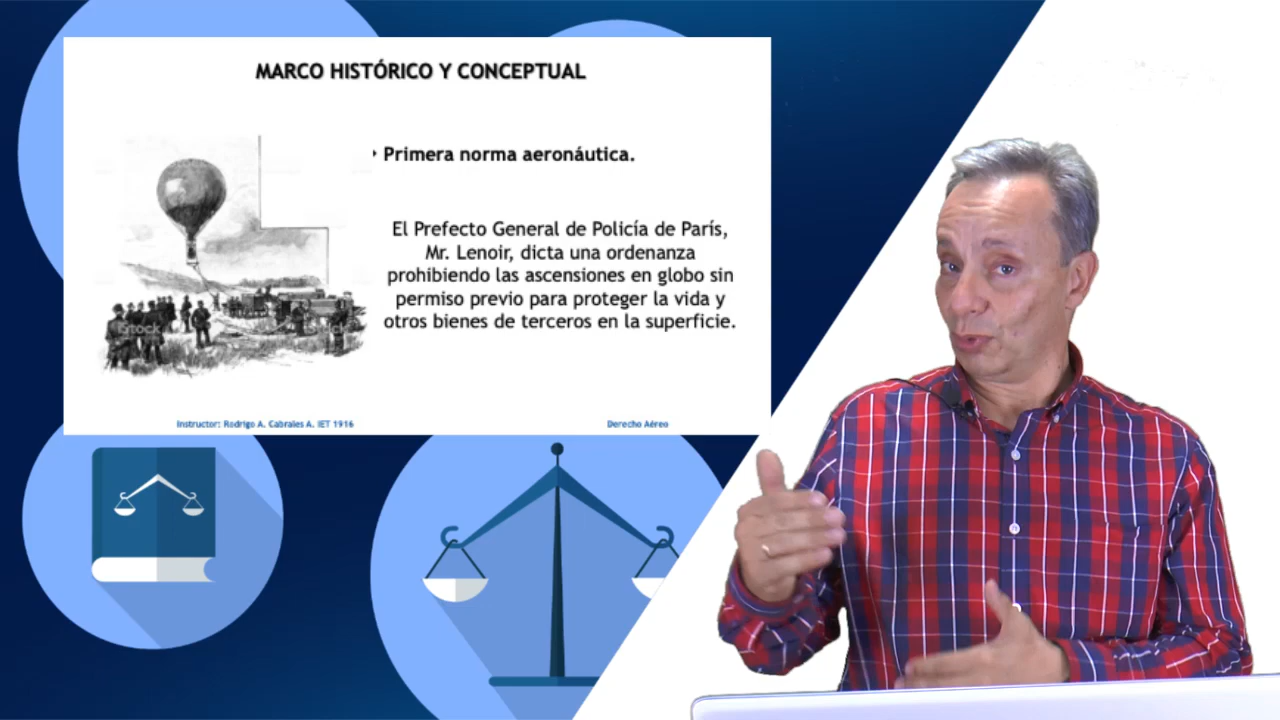 MARCO HISTÓRICO Y CONCEPTUAL
Primera norma aeronáutica.
El Prefecto General de Policía de París,
Mr. Lenoir, dicta una ordenanza
prohibiendo las ascensiones en globo sin
permiso previo para proteger la vida y
otros bienes de terceros en la superficie.
iStock
Instructor: Rodrigo A. Cabrales A. IET 1916
Derecho Aéreo